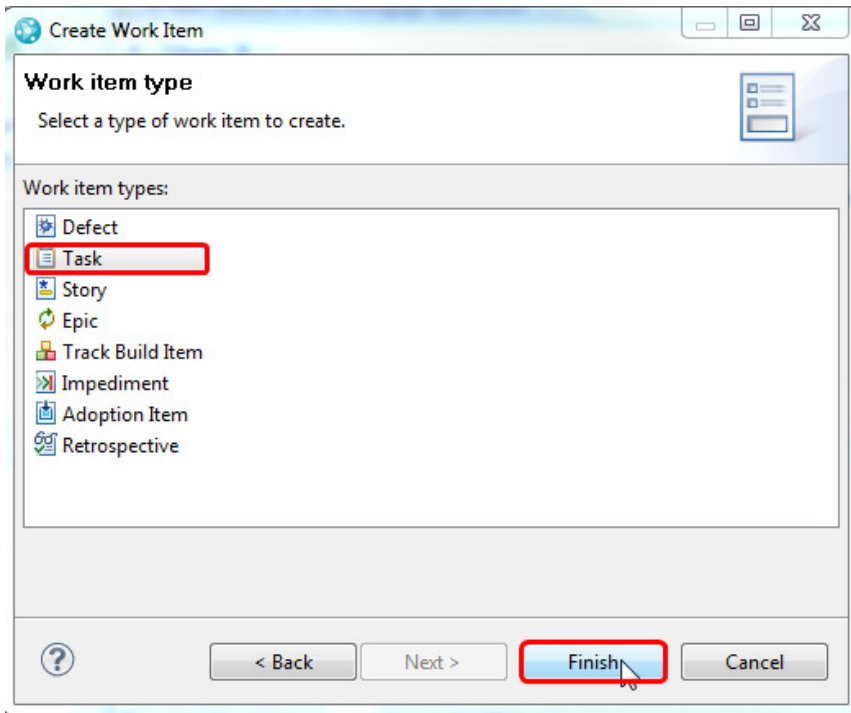 Create Work Item
Work item type
Select a type of work item to create.
Work item types:
Defect
Task
Story
Epic
Track Build Item
Impediment
Adoption Item
Retrospective
?
< Back Next > Finish Cancel